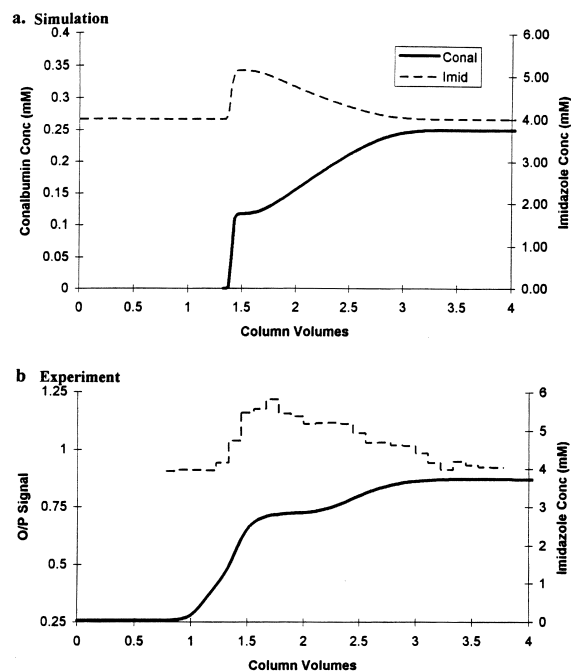 a. Simulation
0.4
0.35
0.3
0.25
0.2
0.15
0.1
0.05
0
Conalbumin Conc (mM)
6.00
5.00
4.00
3.00
2.00
1.00
0.00
Imidazole Conc (mM)
Conal
Imid
0 0.5 1 1.5 2 2.5 3 3.5 4
Column Volumes
b Experiment
1.25
1
0.75
0.5
0.25
O/P Signal
6
5
4
3
2
1
0
Imidazole Conc (mM)
0 0.5 1 1.5 2 2.5 3 3.5 4
Column Volumes